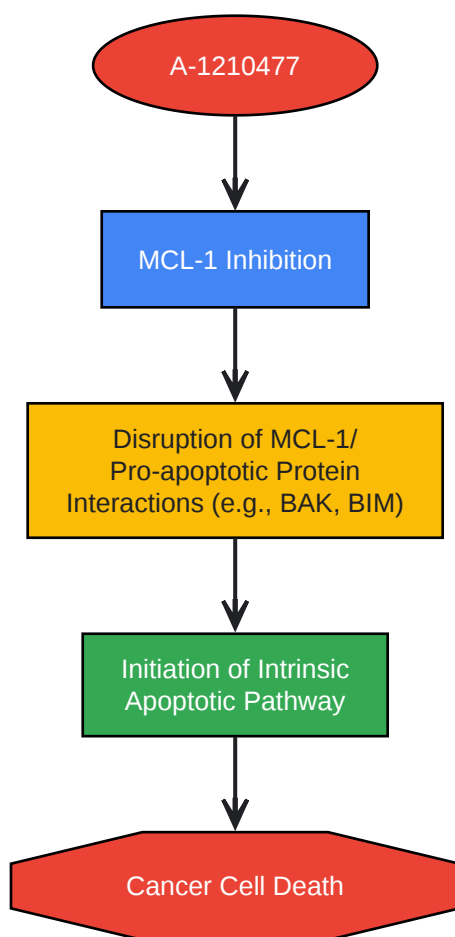 A-1210477
MCL-1 Inhibition
Disruption of MCL-1/
Pro-apoptotic Protein
Interactions (e.g., BAK, BIM)
Initiation of Intrinsic
Apoptotic Pathway
Cancer Cell Death